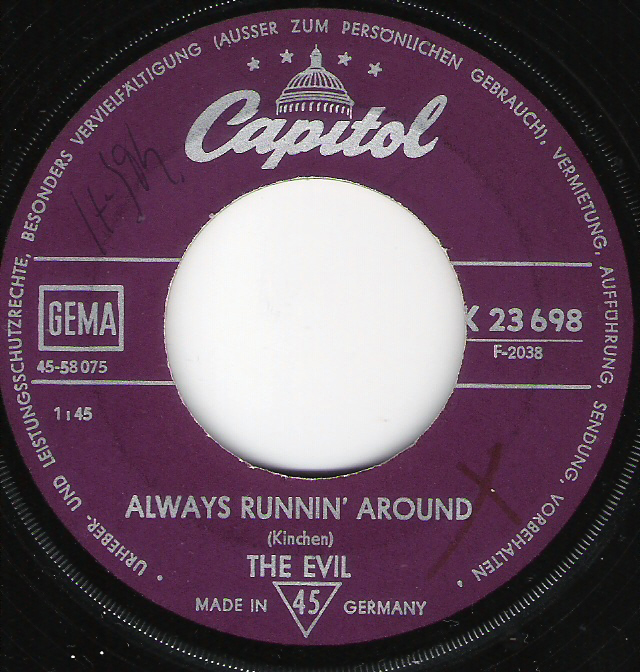 URHEBER- UND LEISTUNGSSCHUTZRECHTE, BESONDERS VERVIELFÄLTIGUNG (AUSSER ZUM PERSÖNLICHEN GEBRAUCH), VERMIETUNG, AUFFÜHRUNG, SENDUNG, VORBEHALTEN
Capitol
GEMA
K 23 698
F-2038
45-58 075
1:45
ALWAYS RUNNIN' AROUND
(Kinchen)
THE EVIL
MADE IN 45 GERMANY